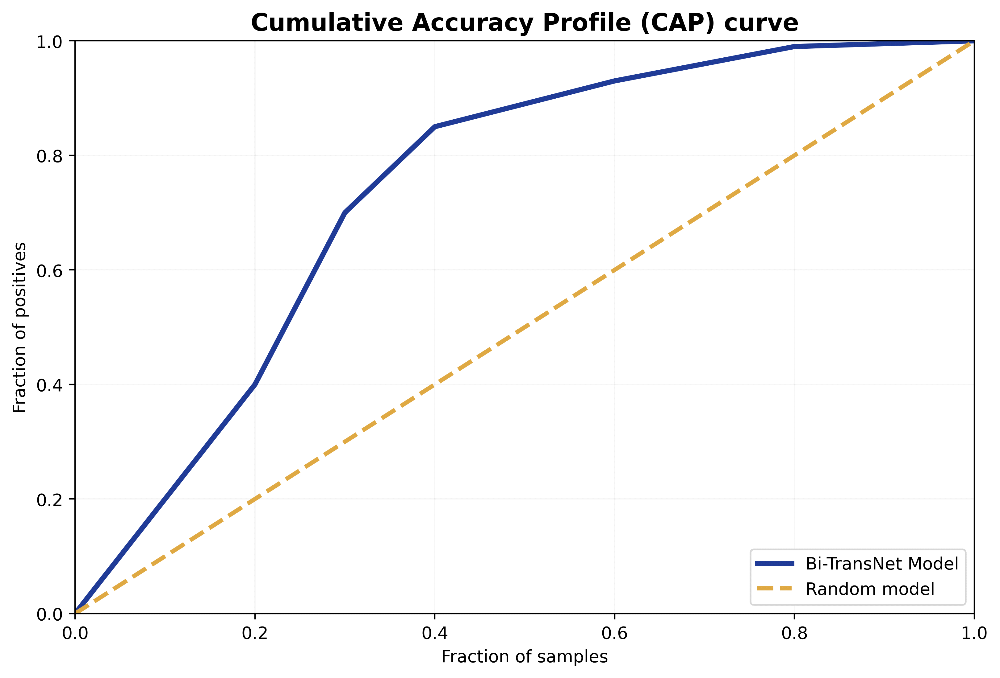 Cumulative Accuracy Profile (CAP) curve
1.0
0.8
0.6
0.4
0.2
0.0
Fraction of positives
0.0 0.2 0.4 0.6 0.8 1.0
Fraction of samples
Bi-TransNet Model
Random model